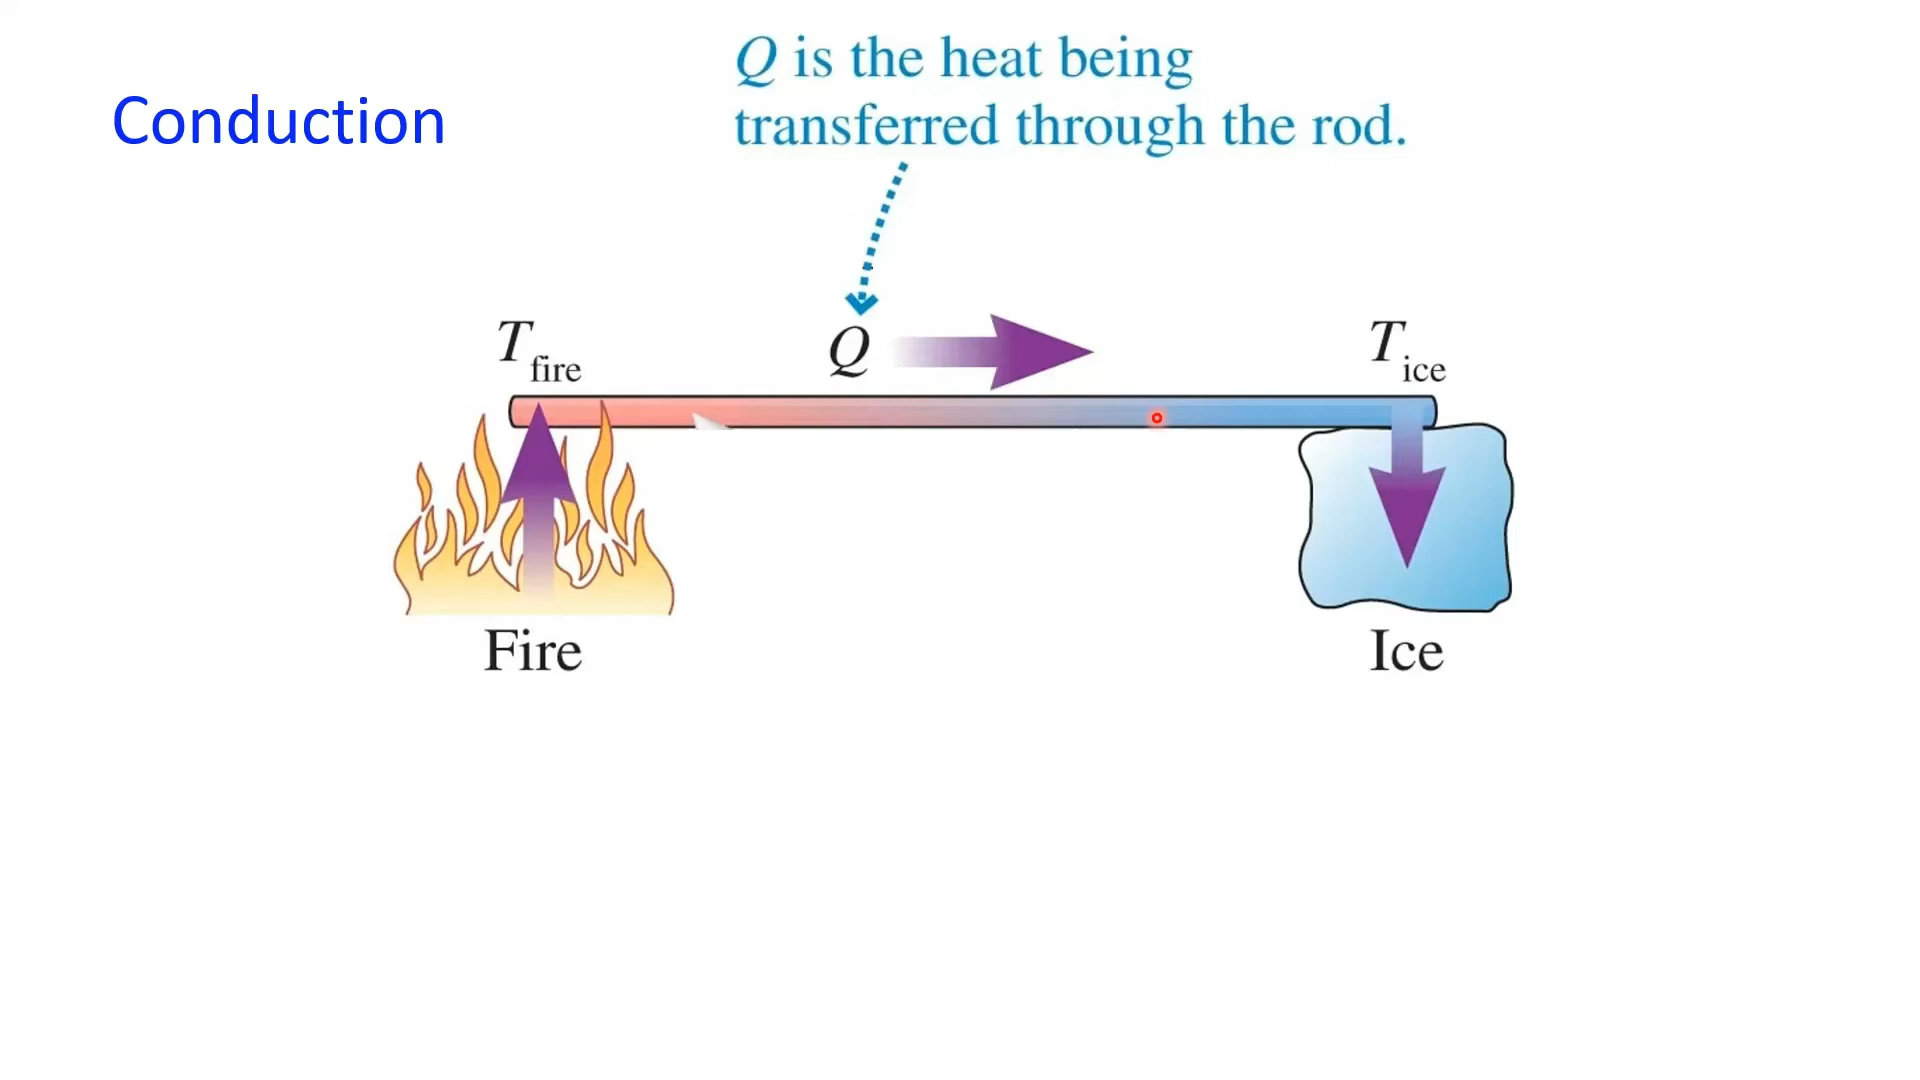 Conduction
Q is the heat being
transferred through the rod.
T fire
Q
T ice
Fire
Ice